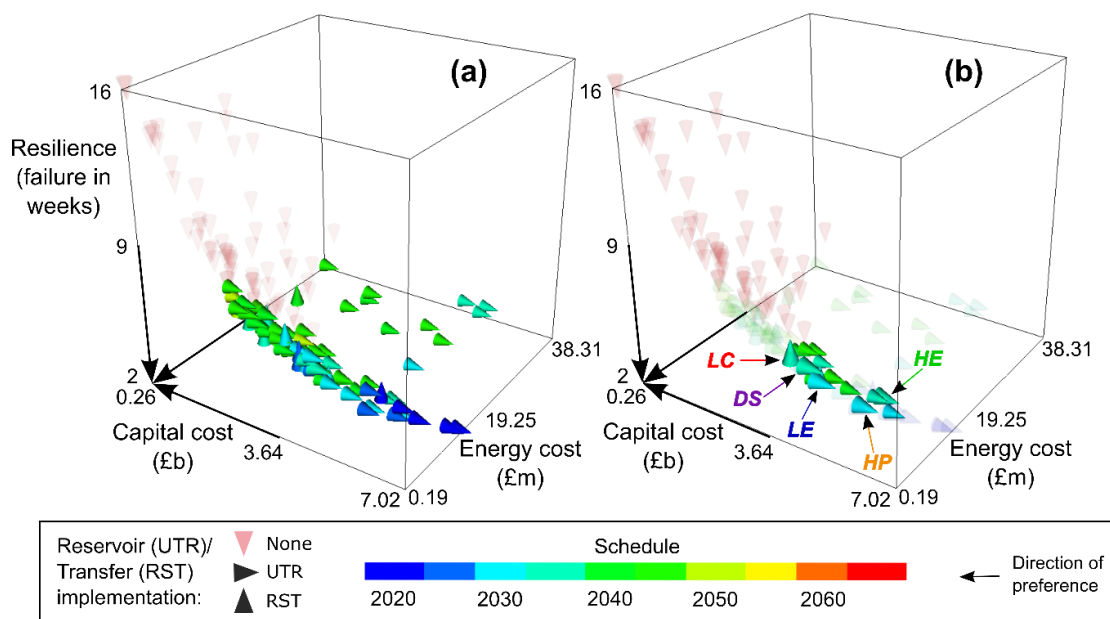 (a)
16
Resilience
(failure in
weeks)
9
2
0.26
Capital cost
(£b)
3.64
7.02
0.19
Energy cost
(£m)
19.25
38.31
(b)
16
9
2
0.26
Capital cost
(£b)
3.64
7.02
0.19
Energy cost
(£m)
19.25
38.31
LC
DS
LE
HP
HE
Reservoir (UTR)/
Transfer (RST)
implementation:
None
UTR
RST
Schedule
2020
2030
2040
2050
2060
Direction of
preference